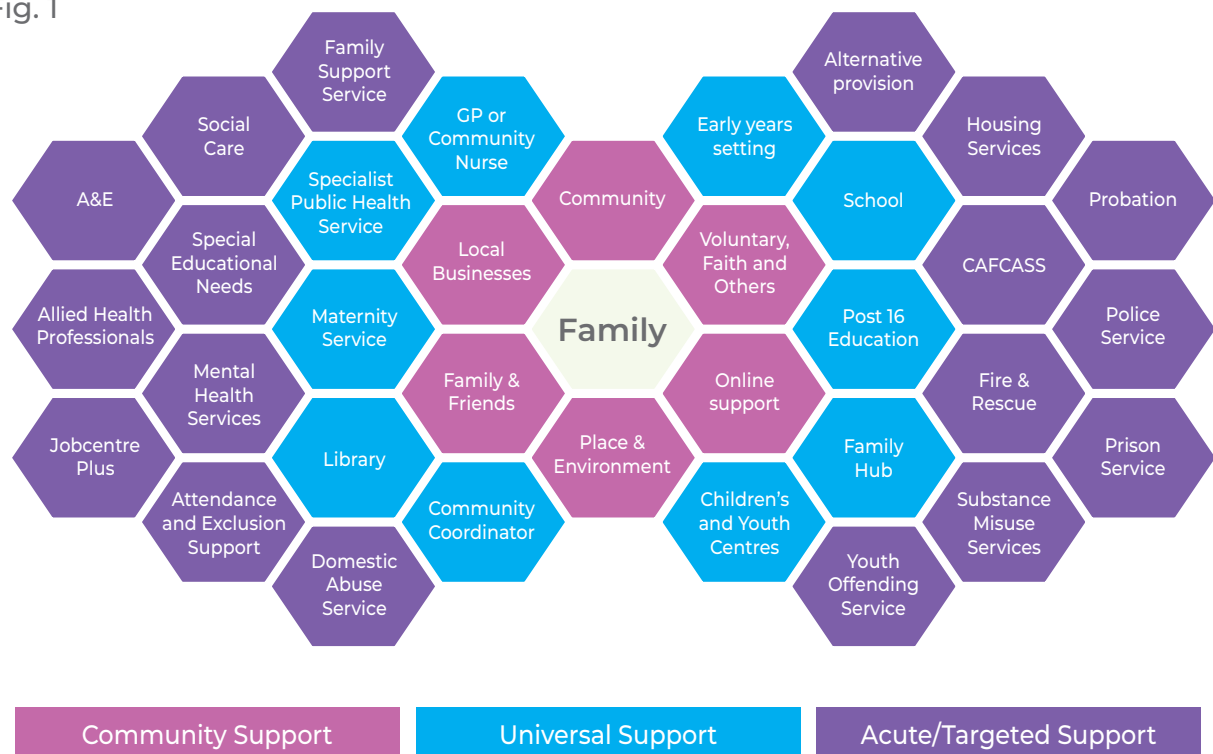 Fig. 1
Family
Support
Service
Alternative
provision
GP or
Community
Nurse
Early years
setting
Social
Care
Housing
Services
A&E
Specialist
Public Health
Service
Community
School
Probation
Special
Educational
Needs
Local
Businesses
Voluntary,
Faith and
Others
CAFCASS
Allied Health
Professionals
Maternity
Service
Family
Post 16
Education
Police
Service
Mental
Health
Services
Family &
Friends
Online
support
Fire &
Rescue
Jobcentre
Plus
Library
Place &
Environment
Family
Hub
Prison
Service
Attendance
and Exclusion
Support
Community
Coordinator
Children's
and Youth
Centres
Substance
Misuse
Services
Domestic
Abuse
Service
Youth
Offending
Service
Community Support
Universal Support
Acute/Targeted Support